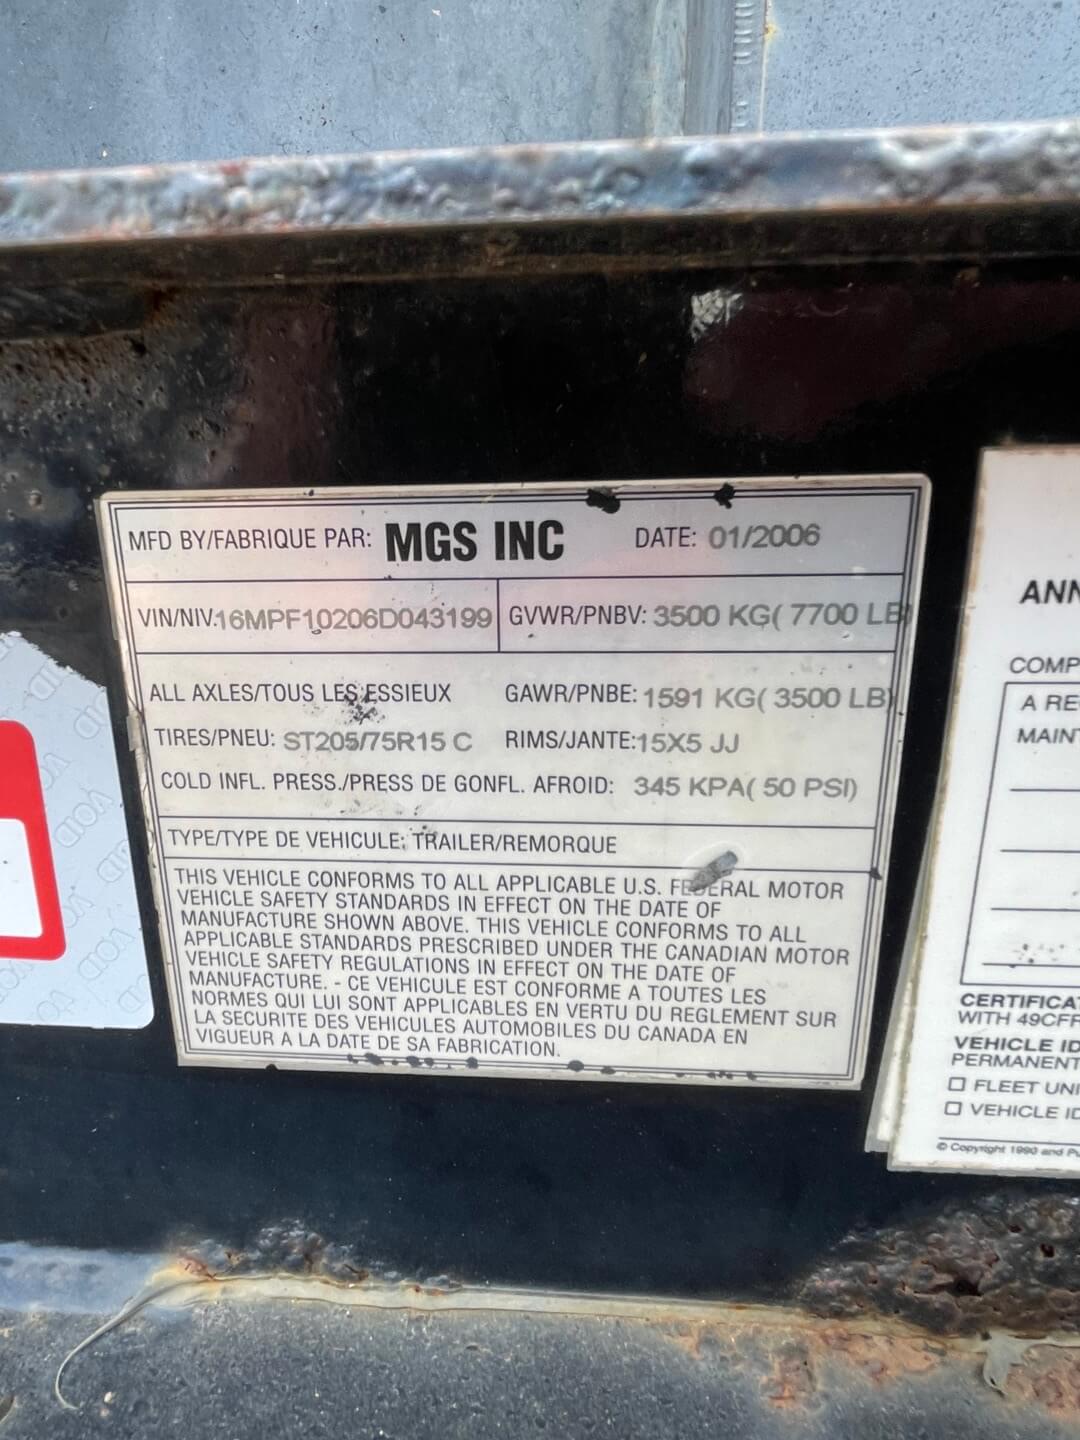 MFD BY/FABRIQUE PAR: MGS INC DATE: 01/2006
VIN/NIV:16MPF10206D043199 GVWR/PNBV: 3500 KG( 7700 LB)
ALL AXLES/TOUS LES ESSIEUX GAWR/PNBE: 1591 KG( 3500 LB)
TIRES/PNEU: ST205/75R15 C RIMS/JANTE:15X5 JJ
COLD INFL. PRESS./PRESS DE GONFL. AFROID: 345 KPA( 50 PSI)
TYPE/TYPE DE VEHICULE: TRAILER/REMORQUE
THIS VEHICLE CONFORMS TO ALL APPLICABLE U.S. FEDERAL MOTOR
VEHICLE SAFETY STANDARDS IN EFFECT ON THE DATE OF
MANUFACTURE SHOWN ABOVE. THIS VEHICLE CONFORMS TO ALL
APPLICABLE STANDARDS PRESCRIBED UNDER THE CANADIAN MOTOR
VEHICLE SAFETY REGULATIONS IN EFFECT ON THE DATE OF
MANUFACTURE. - CE VEHICULE EST CONFORME A TOUTES LES
NORMES QUI LUI SONT APPLICABLES EN VERTU DU REGLEMENT SUR
LA SECURITE DES VEHICULES AUTOMOBILES DU CANADA EN
VIGUEUR A LA DATE DE SA FABRICATION.
ANN
COMP
A RE
MAINT
CERTIFICAT
WITH 49CFR
VEHICLE ID
PERMANENT
FLEET UNI
VEHICLE ID
© Copyright 1990 and Pu
VOID
VOID
VOID
VOID